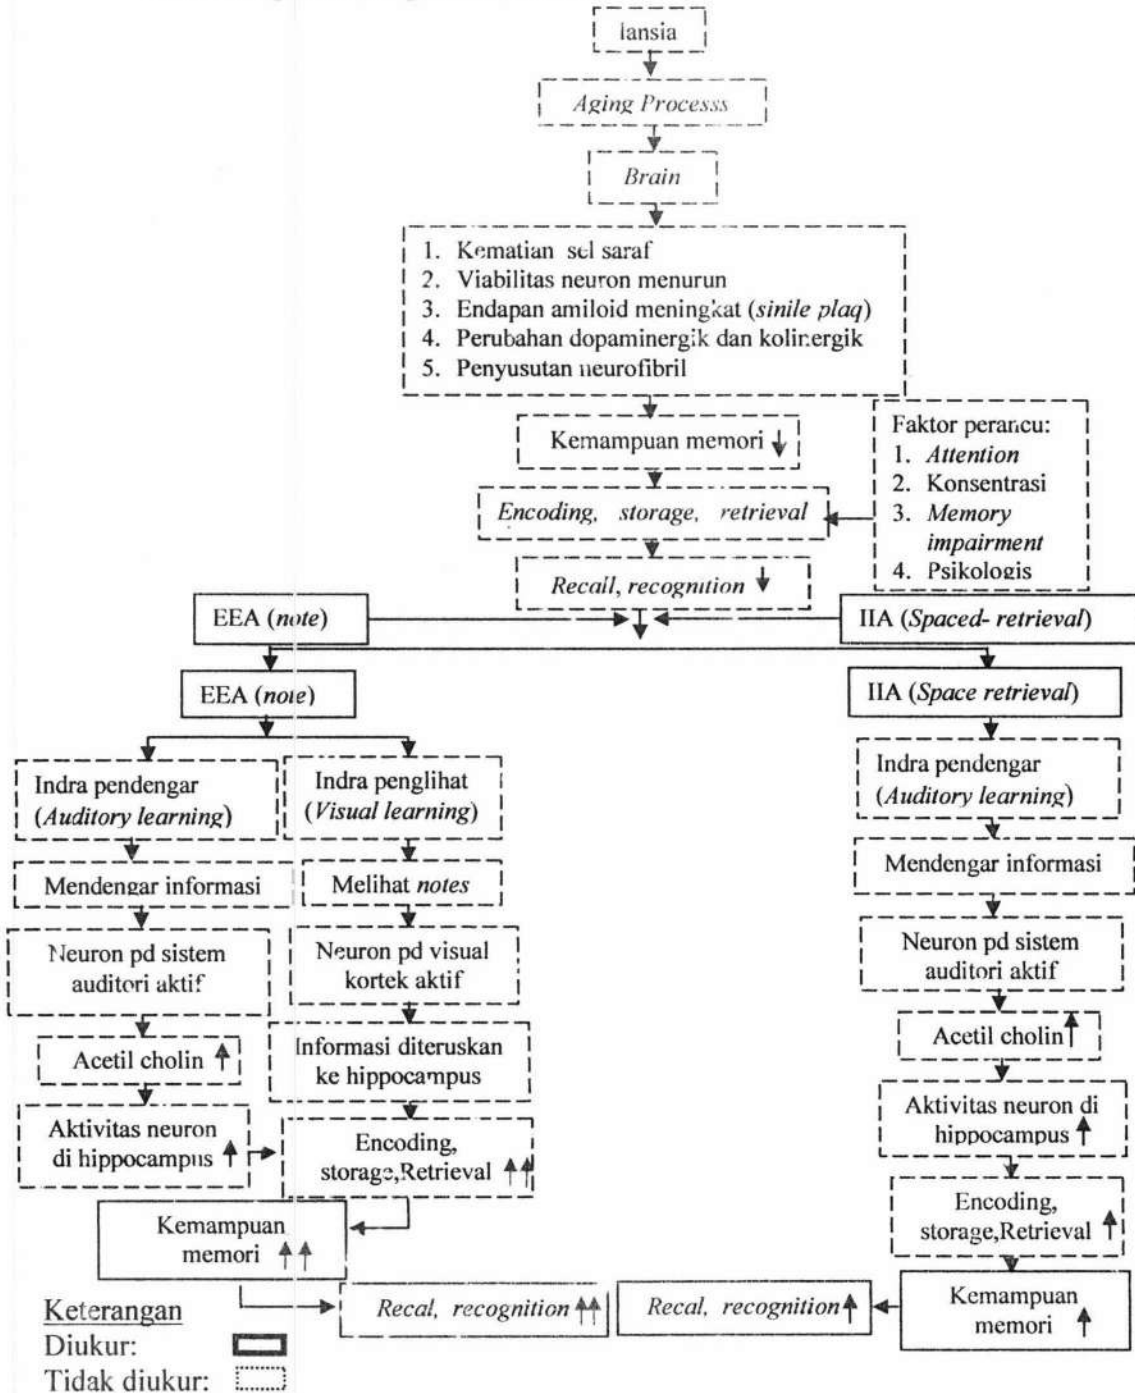 lansia
Aging Processs
Brain
1. Kematian sel saraf
2. Viabilitas neuron menurun
3. Endapan amiloid meningkat (sinile plaq)
4. Perubahan dopaminergik dan kolinergik
5. Penyusutan neurofibril
Kemampuan memori ↓
Faktor perancu:
1. Attention
2. Konsentrasi
3. Memory
impairment
4. Psikologis
Encoding, storage, retrieval
Recall, recognition ↓
EEA (note)
IIA (Spaced- retrieval)
EEA (note)
IIA (Space retrieval)
Indra pendengar
(Auditory learning)
Mendengar informasi
Neuron pd sistem
auditori aktif
Acetil cholin ↑
Aktivitas neuron
di hippocampus ↑
Indra penglihat
(Visual learning)
Melihat notes
Neuron pd visual
kortek aktif
Informasi diteruskan
ke hippocampus
Encoding,
storage,Retrieval ↑↑
Kemampuan
memori ↑↑
Recal, recognition ↑↑
Indra pendengar
(Auditory learning)
Mendengar informasi
Neuron pd sistem
auditori aktif
Acetil cholin ↑
Aktivitas neuron di
hippocampus ↑
Encoding,
storage,Retrieval ↑
Kemampuan
memori ↑
Recal, recognition ↑
Keterangan
Diukur:
Tidak diukur: